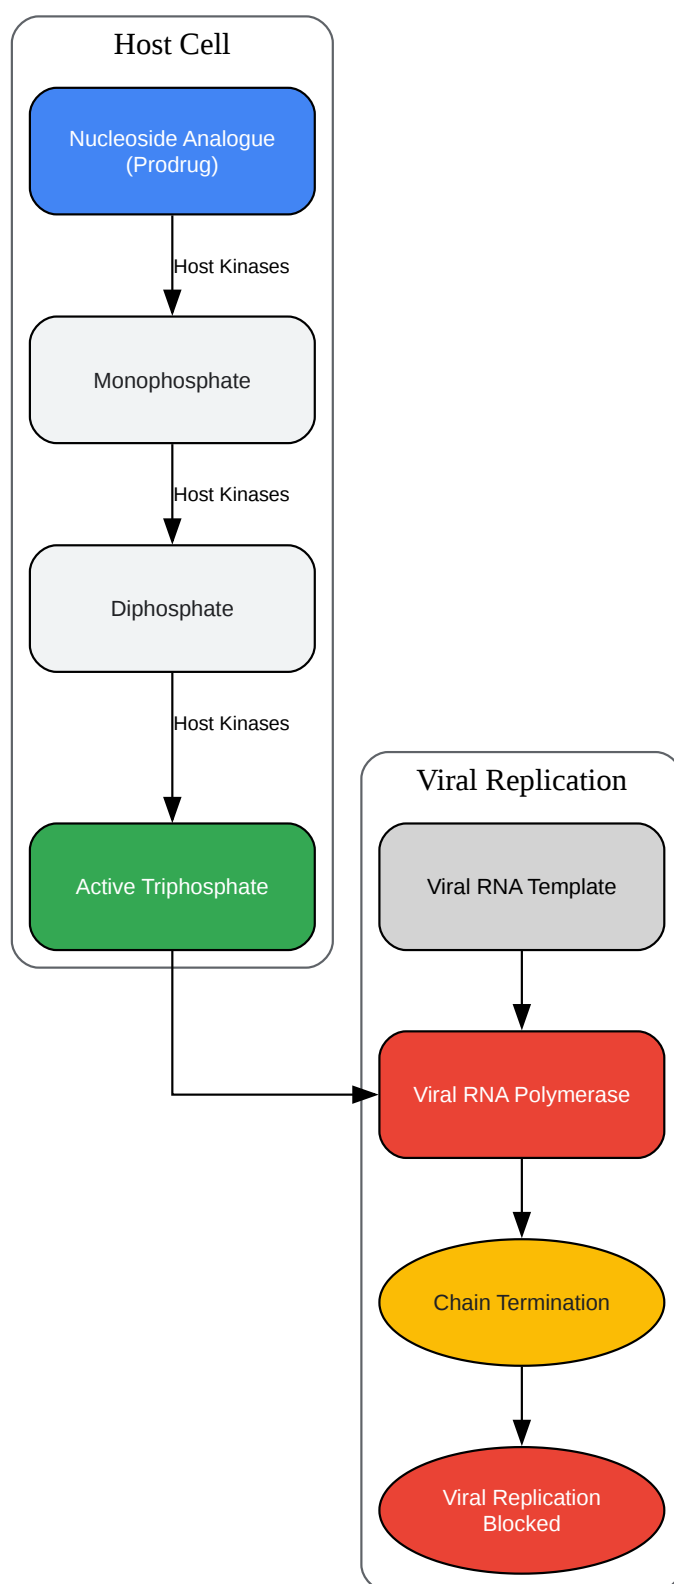 Host Cell
Nucleoside Analogue
(Prodrug)
Host Kinases
Monophosphate
Host Kinases
Diphosphate
Host Kinases
Active Triphosphate
Viral Replication
Viral RNA Template
Viral RNA Polymerase
Chain Termination
Viral Replication
Blocked